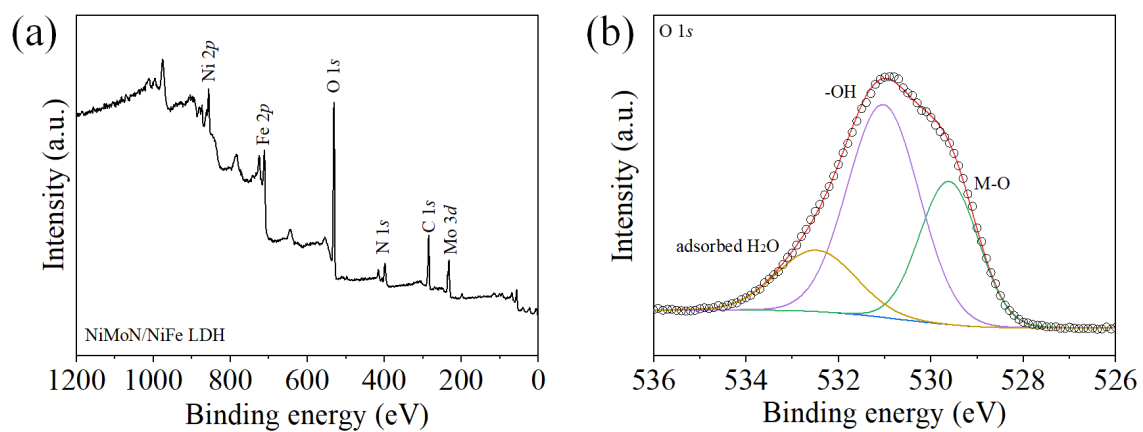 (a)
Intensity (a.u.)
Ni 2p
Fe 2p
O 1s
N 1s
C 1s
Mo 3d
NiMoN/NiFe LDH
1200 1000 800 600 400 200 0
Binding energy (eV)
(b)
Intensity (a.u.)
O 1s
-OH
M-O
adsorbed H₂O
536 534 532 530 528 526
Binding energy (eV)